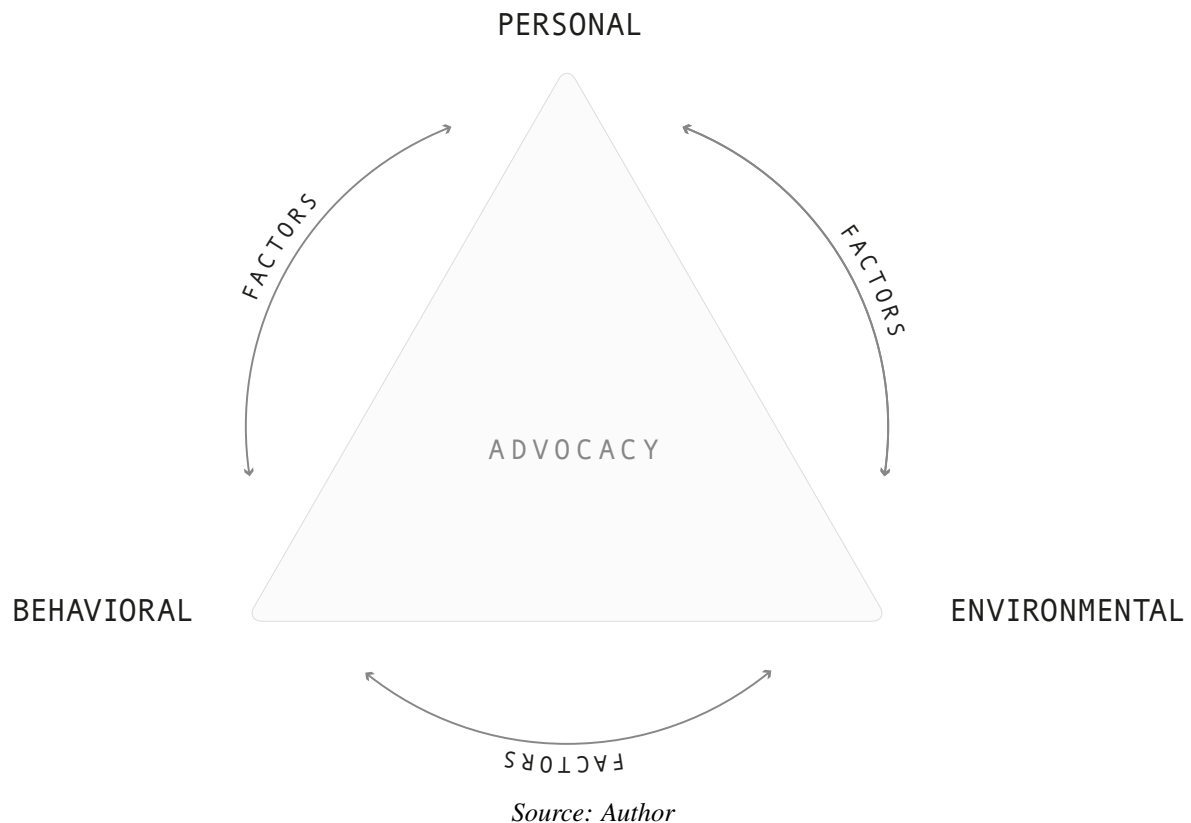 PERSONAL
FACTORS
FACTORS
ADVOCACY
BEHAVIORAL
ENVIRONMENTAL
FACTORS
Source: Author